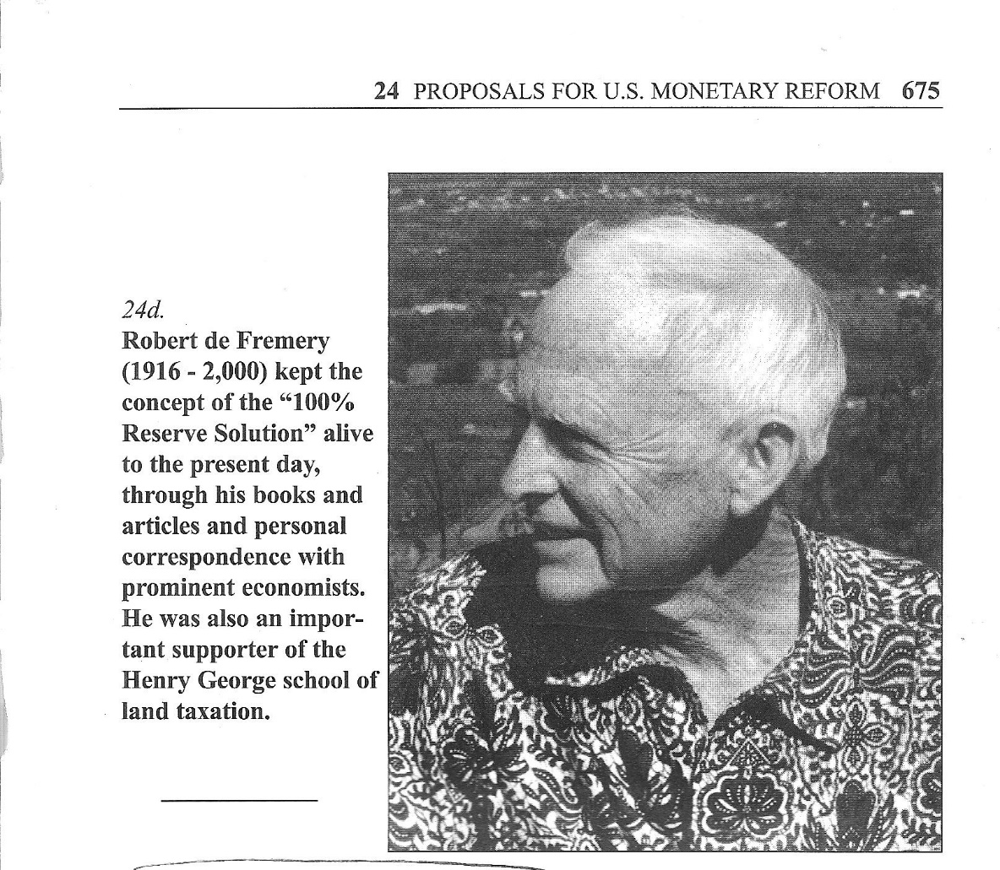 24 PROPOSALS FOR U.S. MONETARY REFORM 675
24d.
Robert de Fremery
(1916 - 2,000) kept the
concept of the “100%
Reserve Solution” alive
to the present day,
through his books and
articles and personal
correspondence with
prominent economists.
He was also an impor-
tant supporter of the
Henry George school of
land taxation.